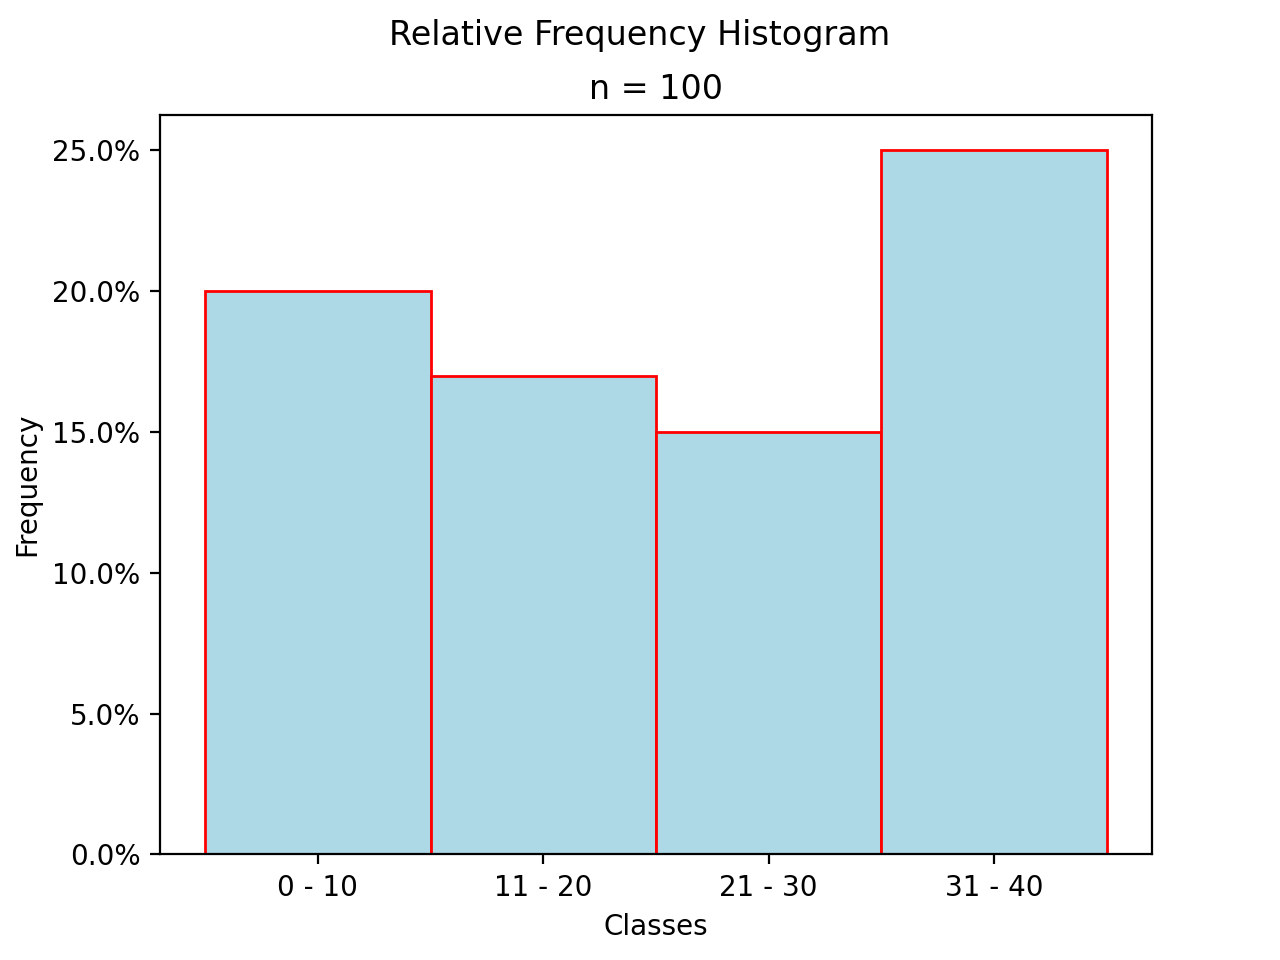 Relative Frequency Histogram
n = 100
25.0%
20.0%
15.0%
10.0%
5.0%
0.0%
Frequency
0 - 10
11 - 20
21 - 30
31 - 40
Classes